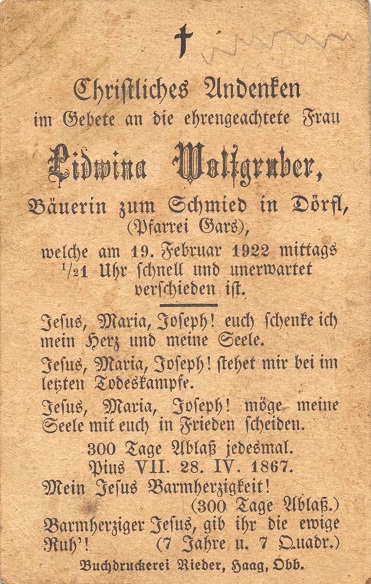 Christliches Andenken
im Gebete an die ehrengeachtete Frau
Lidwina Wolfgruber,
Bäuerin zum Schmied in Dörfl,
(Pfarrei Gars),
welche am 19. Februar 1922 mittags
1/21 Uhr schnell und unerwartet
verschieden ist.
Jesus, Maria, Joseph! euch schenke ich
mein Herz und meine Seele.
Jesus, Maria, Joseph! stehet mir bei im
letzten Todeskampfe.
Jesus, Maria, Joseph! möge meine
Seele mit euch in Frieden scheiden.
300 Tage Ablaß jedesmal.
Pius VII. 28. IV. 1867.
Mein Jesus Barmherzigkeit!
(300 Tage Ablaß.)
Barmherziger Jesus, gib ihr die ewige
Ruh'! (7 Jahre u. 7 Quadr.)
Buchdruckerei Rieder, Haag, Obb.